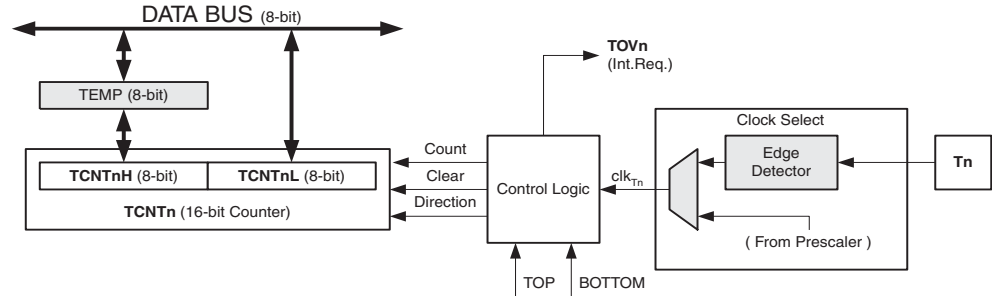 DATA BUS (8-bit)
TEMP (8-bit)
TCNTnH (8-bit)
TCNTnL (8-bit)
TCNTn (16-bit Counter)
Count
Clear
Direction
Control Logic
TOVn
(Int.Req.)
TOP
BOTTOM
clkTn
Clock Select
Edge
Detector
( From Prescaler )
Tn